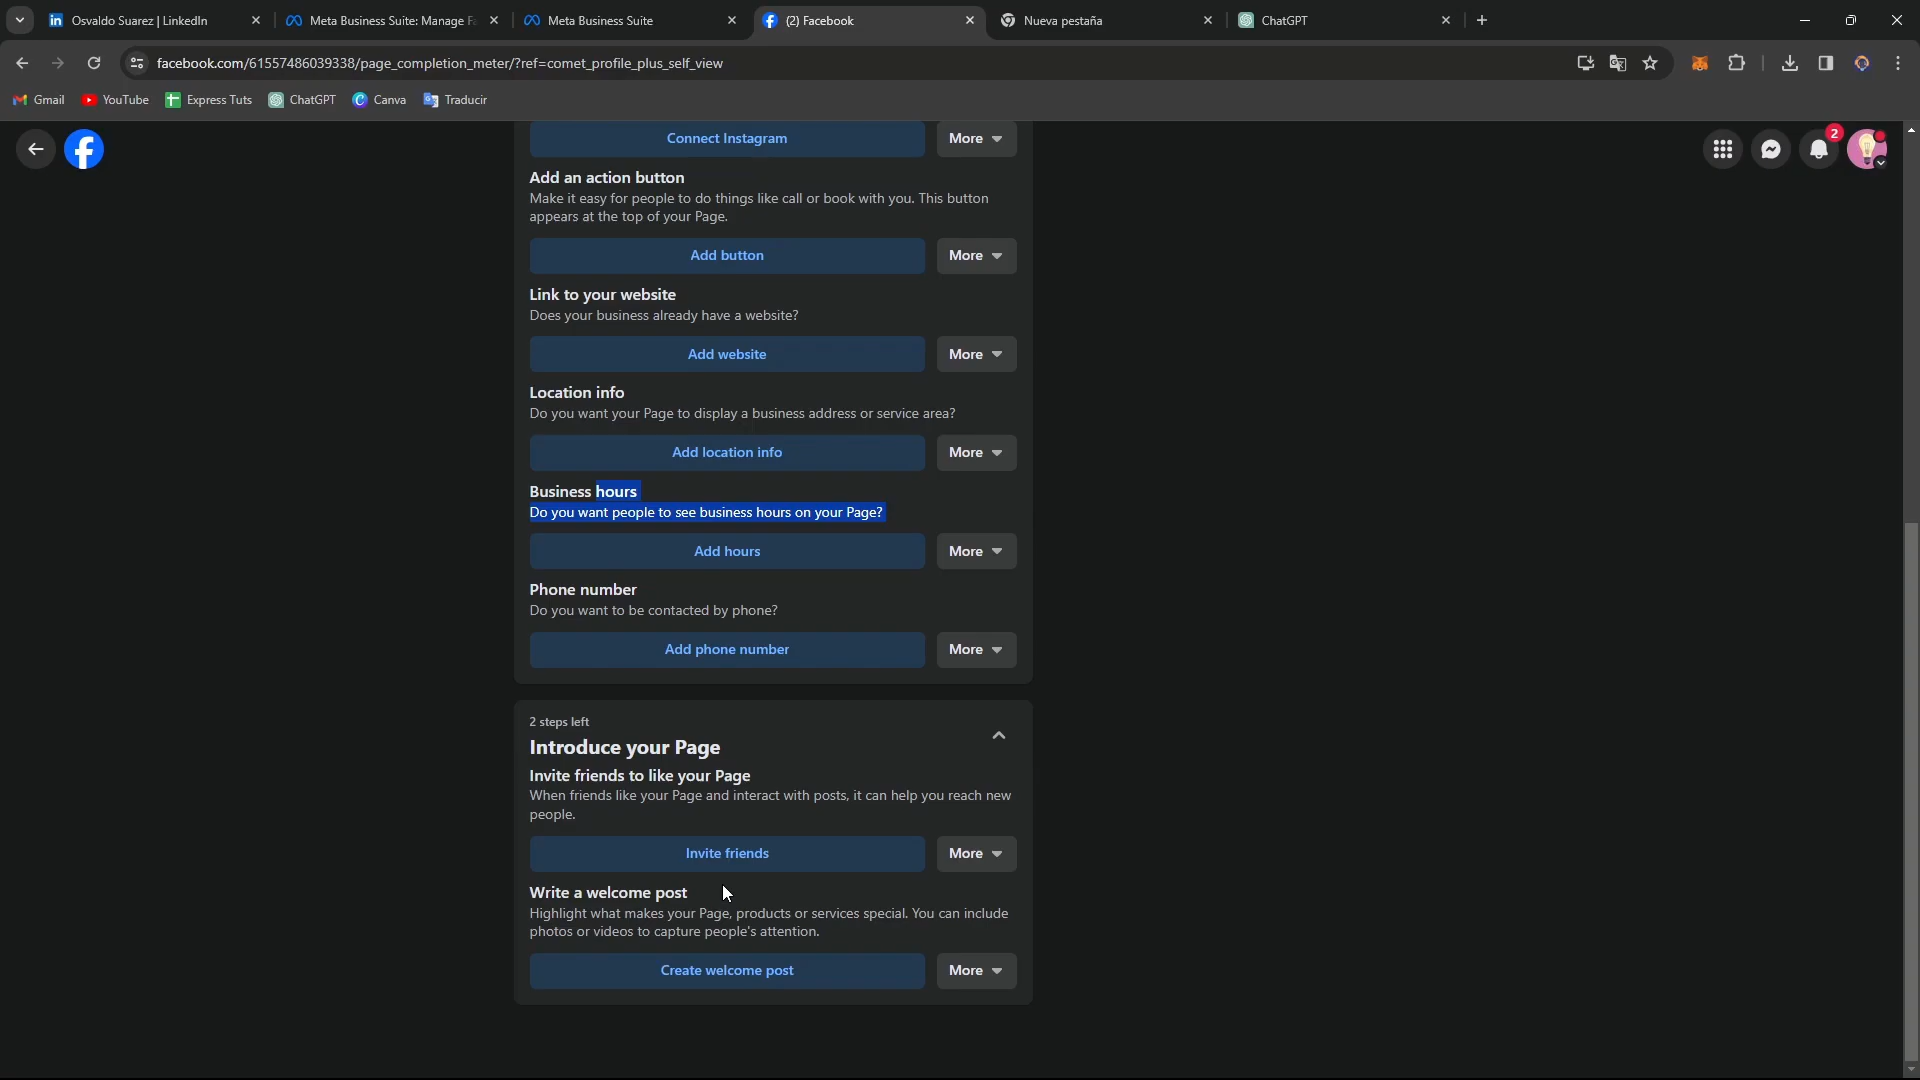 Osvaldo Suarez | LinkedIn
Meta Business Suite: Manage F
Meta Business Suite
(2) Facebook
Nueva pestaña
ChatGPT
facebook.com/61557486039338/page_completion_meter/?ref=comet_profile_plus_self_view
Gmail
YouTube
Express Tuts
ChatGPT
Canva
Traducir
2
Connect Instagram
More
Add an action button
Make it easy for people to do things like call or book with you. This button
appears at the top of your Page.
Add button
More
Link to your website
Does your business already have a website?
Add website
More
Location info
Do you want your Page to display a business address or service area?
Add location info
More
Business hours
Do you want people to see business hours on your Page?
Add hours
More
Phone number
Do you want to be contacted by phone?
Add phone number
More
2 steps left
Introduce your Page
Invite friends to like your Page
When friends like your Page and interact with posts, it can help you reach new
people.
Invite friends
More
Write a welcome post
Highlight what makes your Page, products or services special. You can include
photos or videos to capture people's attention.
Create welcome post
More